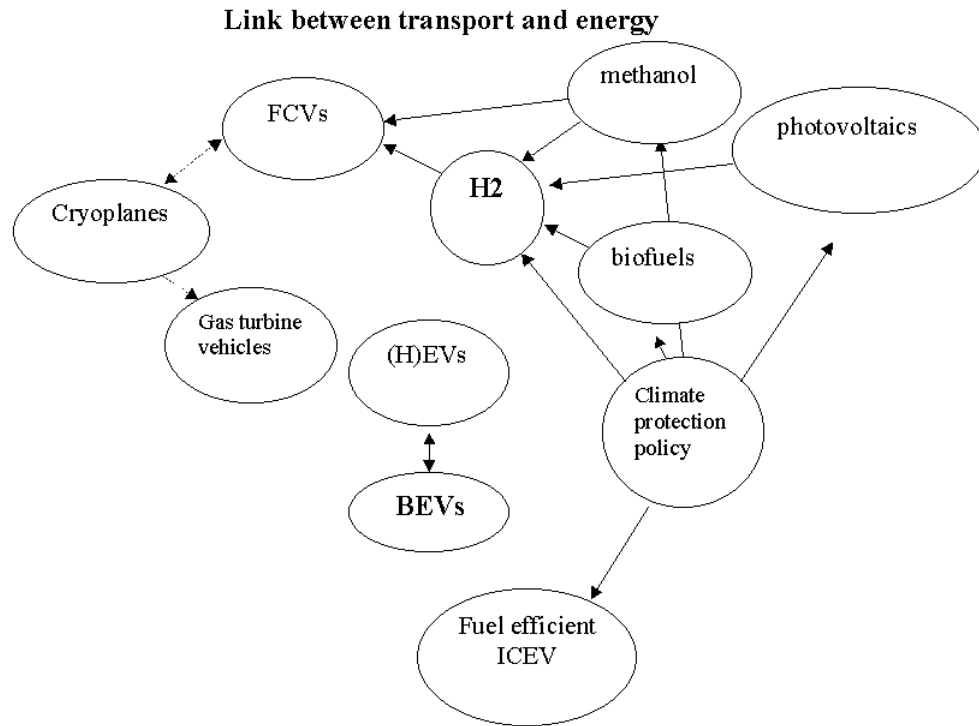 Link between transport and energy
methanol
FCVs
photovoltaics
H2
Cryoplanes
biofuels
Gas turbine
vehicles
(H)EVs
Climate
protection
policy
BEVs
Fuel efficient
ICEV